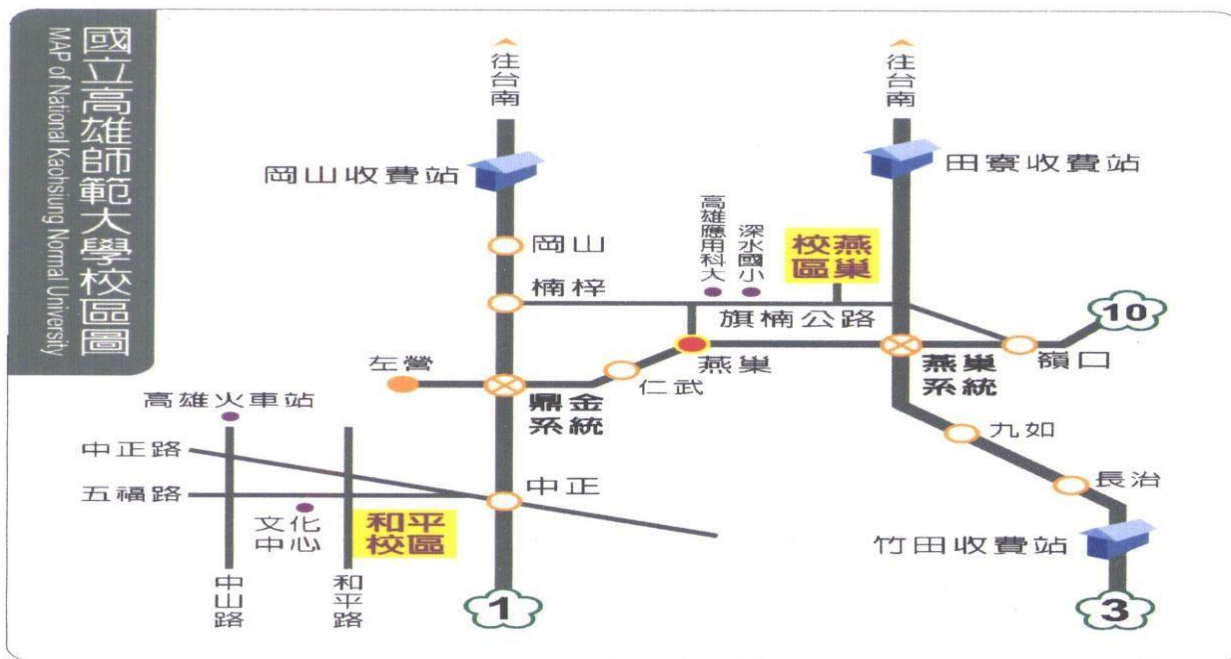 國立高雄師範大學校區圖
MAP of National Kaohsiung Normal University
往台南
往台南
岡山收費站
田寮收費站
高雄應用科大
深水國小
燕巢
校區
岡山
楠梓
旗楠公路
10
左營
仁武
燕巢
燕巢
系統
嶺口
鼎金
系統
高雄火車站
中正路
九如
五福路
中正
長治
文化
中心
和平
校區
竹田收費站
中山路
和平路
1
3